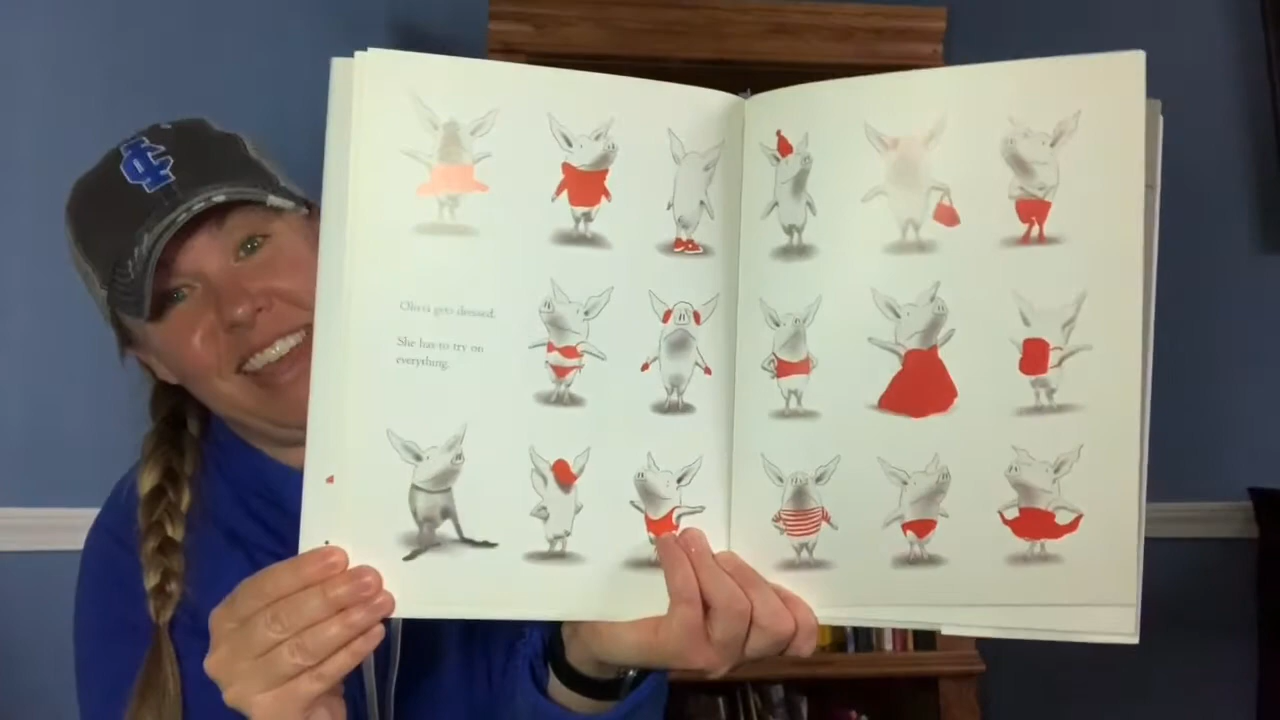 Olivia gets dressed.
She has to try on
everything.